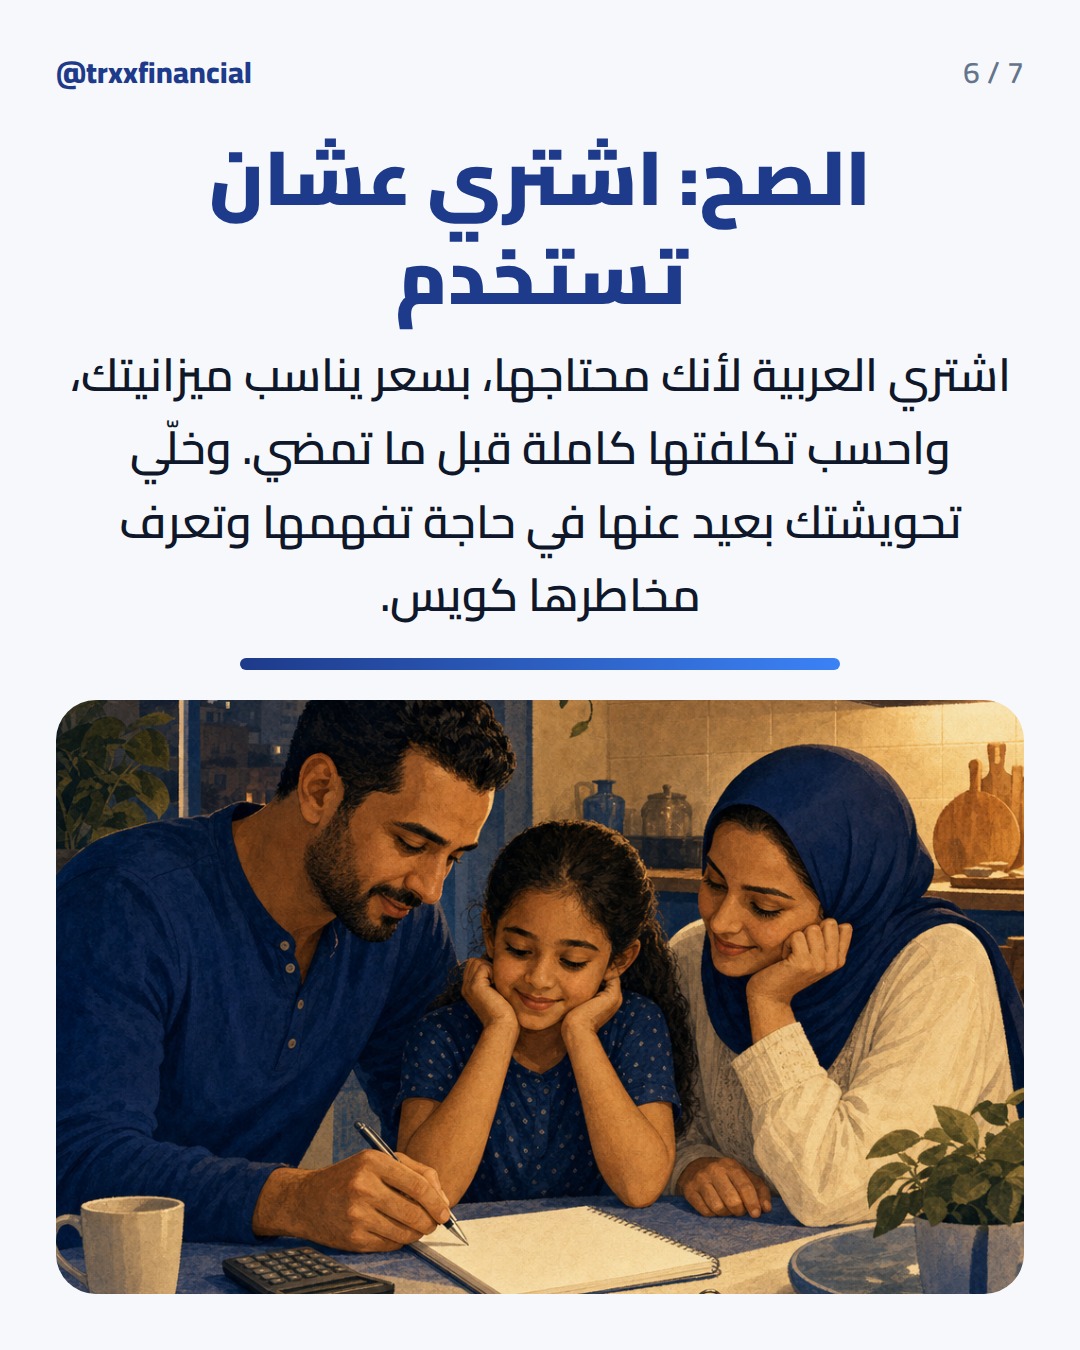 @trxxfinancial
6 / 7
الصح: اشتري عشان
تستخدم
اشتري العربية لأنك محتاجها، بسعر يناسب ميزانيتك،
واحسب تكلفتها كاملة قبل ما تمضي. وخلّي
تحويشتك بعيد عنها في حاجة تفهمها وتعرف
مخاطرها كويس.